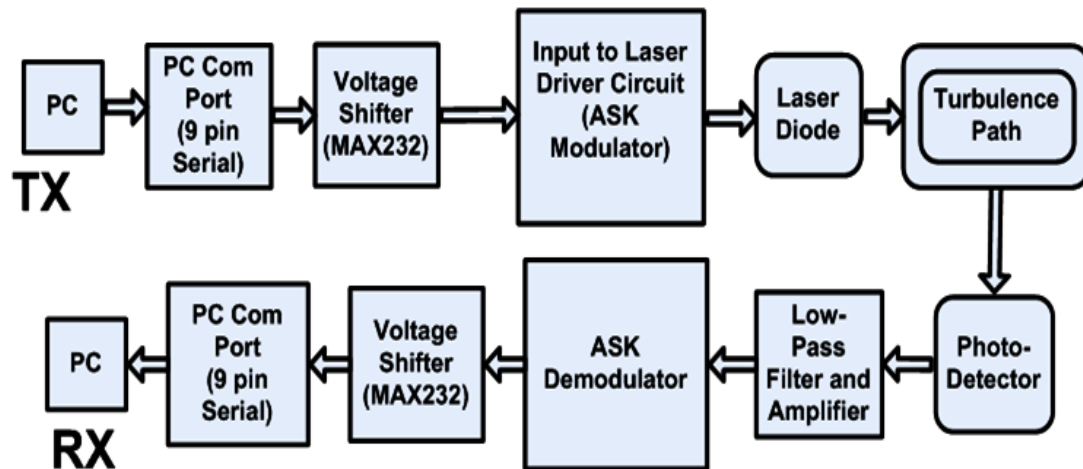 PC
PC Com
Port
(9 pin
Serial)
Voltage
Shifter
(MAX232)
Input to Laser
Driver Circuit
(ASK
Modulator)
Laser
Diode
Turbulence
Path
TX
PC
PC Com
Port
(9 pin
Serial)
Voltage
Shifter
(MAX232)
ASK
Demodulator
Low-
Pass
Filter and
Amplifier
Photo-
Detector
RX